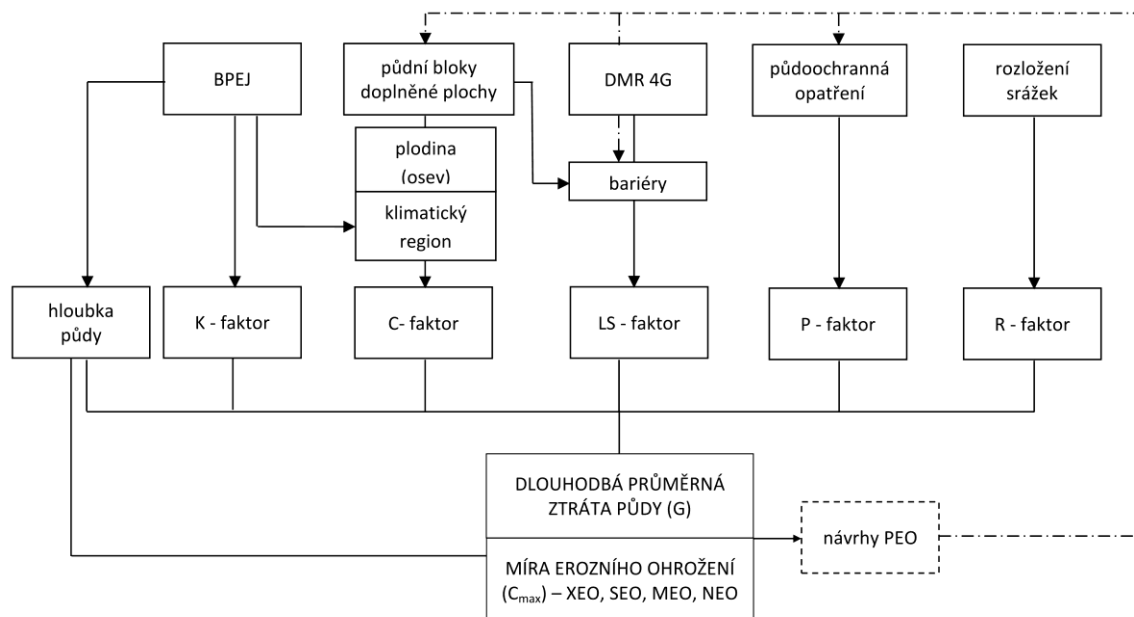 BPEJ
půdní bloky
doplněné plochy
DMR 4G
půdoochranná
opatření
rozložení
srážek
plodina
(osev)
klimatický
region
bariéry
hloubka
půdy
K - faktor
C- faktor
LS - faktor
P - faktor
R - faktor
DLOUHODBÁ PRŮMĚRNÁ
ZTRÁTA PŮDY (G)
MÍRA EROZNÍHO OHROŽENÍ
(Cmax) – XEO, SEO, MEO, NEO
návrhy PEO